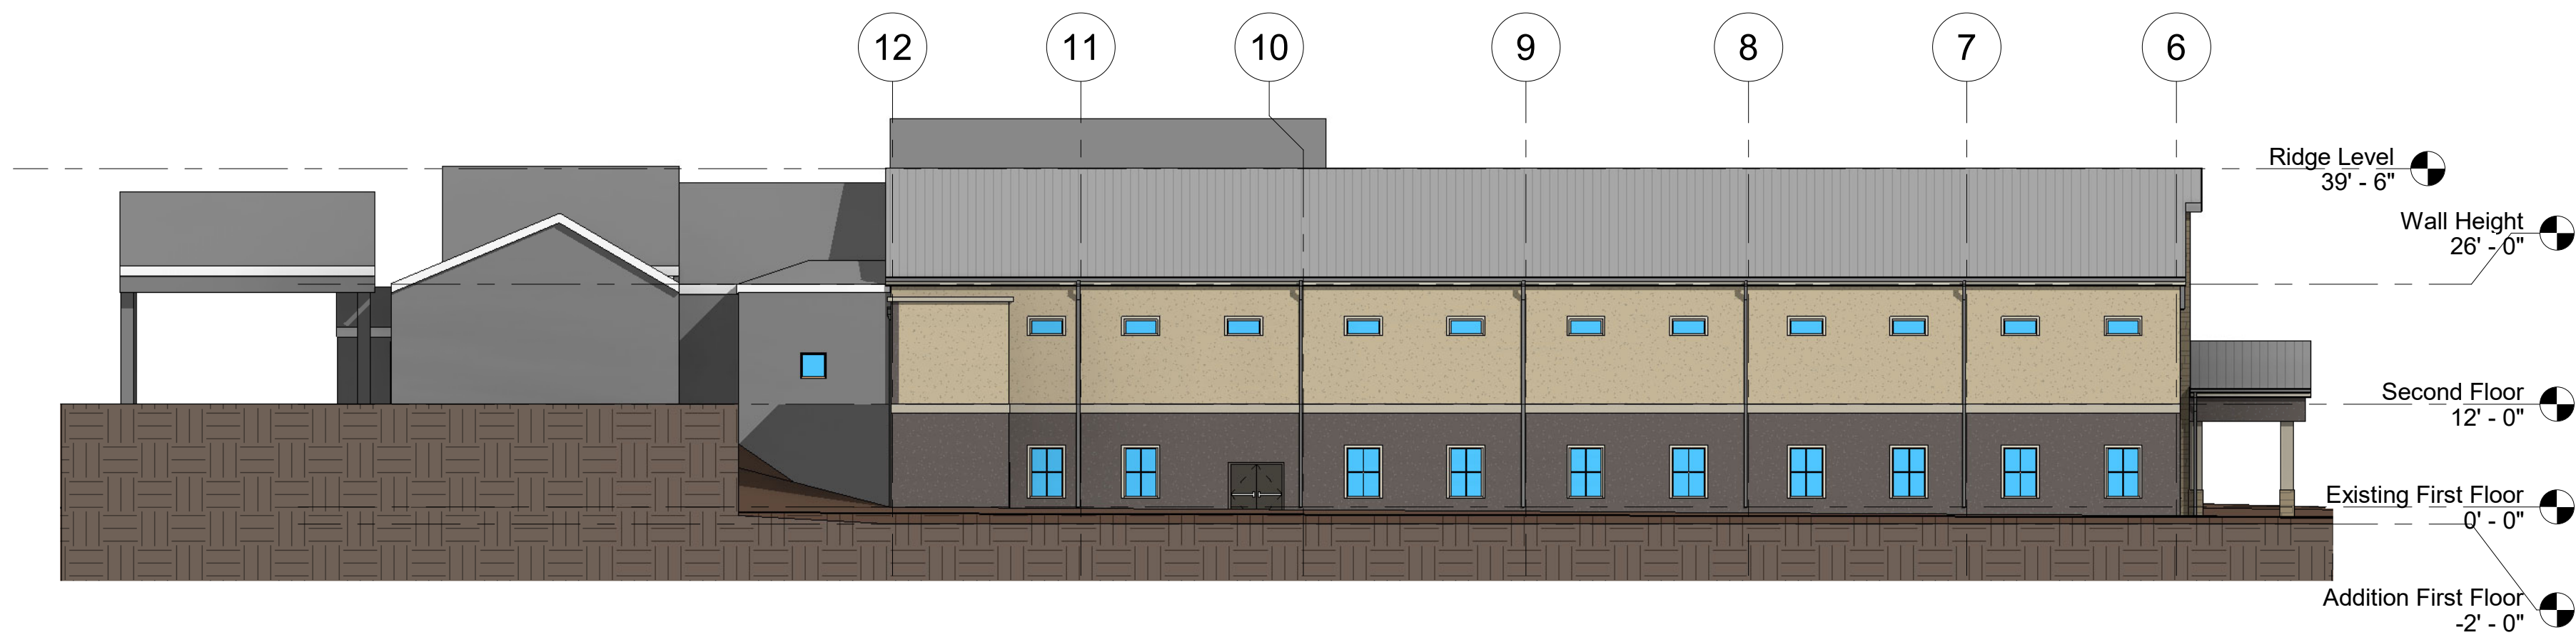 12
11
10
9
8
7
6
Ridge Level
39' - 6"
Wall Height
26' - 0"
Second Floor
12' - 0"
Existing First Floor
0' - 0"
Addition First Floor
-2' - 0"